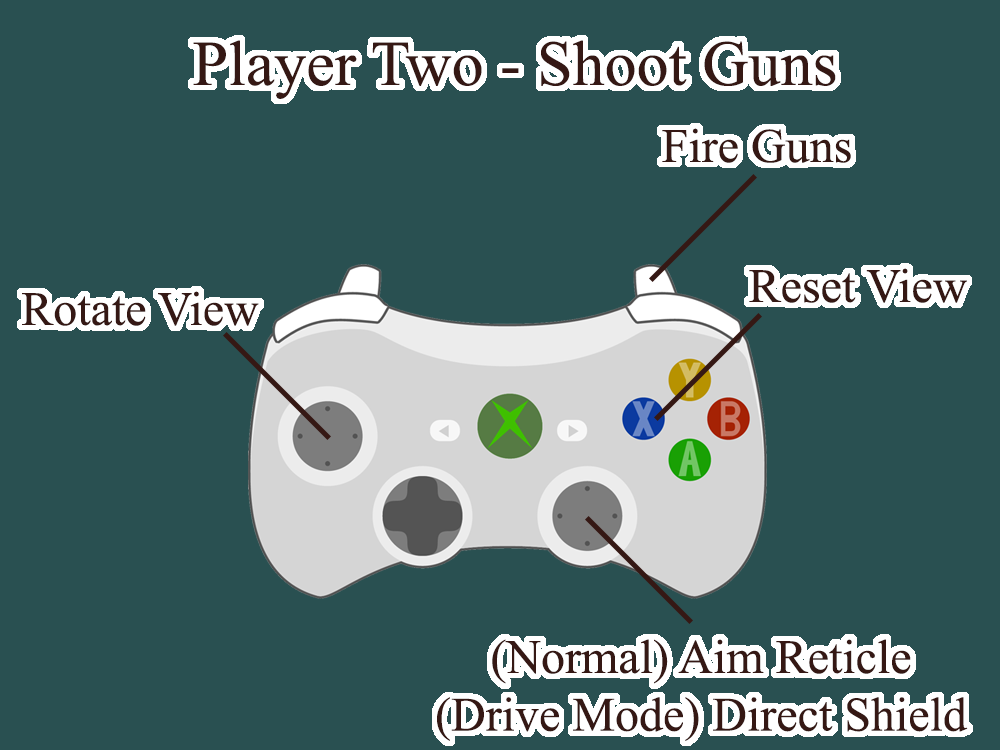 Player Two - Shoot Guns
Fire Guns
Reset View
Rotate View
Y
X
B
A
(Normal) Aim Reticle
(Drive Mode) Direct Shield